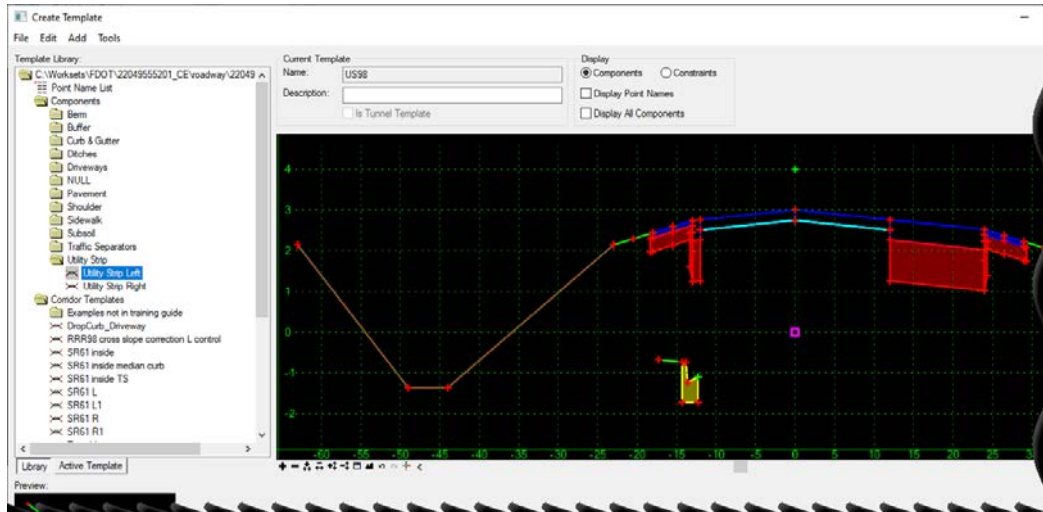 Create Template
File Edit Add Tools
Template Library:
C:\Worksets\FDOT\22049555201_CE\roadway\22049
Point Name List
Components
Berm
Buffer
Curb & Gutter
Ditches
Driveways
NULL
Pavement
Shoulder
Sidewalk
Subsoil
Traffic Separators
Utility Strip
Utility Strip Left
Utility Strip Right
Corridor Templates
Examples not in training guide
DropCurb_Driveway
RRR98 cross slope correction L control
SR61 inside
SR61 inside median curb
SR61 inside TS
SR61 L
SR61 L1
SR61 R
SR61 R1
Library Active Template
Preview:
Current Template
Name: US98
Description:
Is Tunnel Template
Display
Components Constraints
Display Point Names
Display All Components
4
3
2
1
0
-1
-2
-60 -55 -50 -45 -40 -35 -30 -25 -20 -15 -10 -5 0 5 10 15 20 25